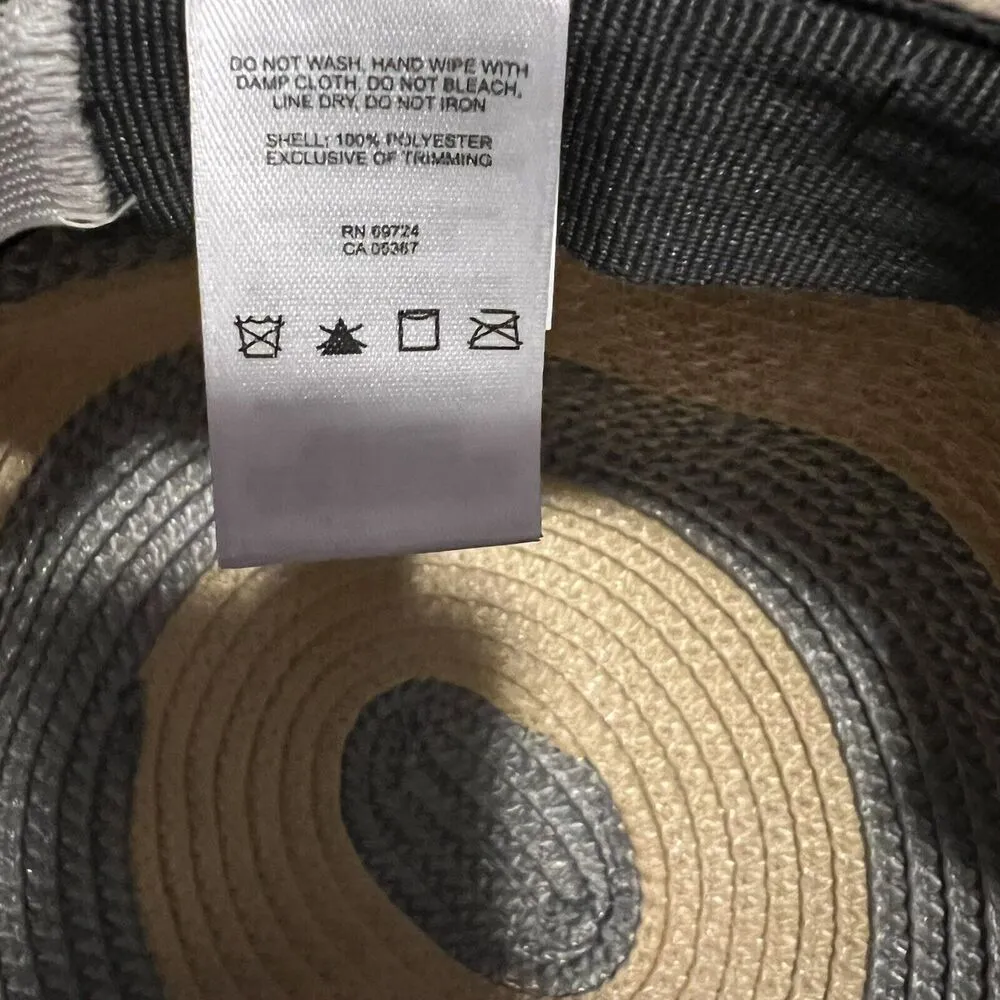 DO NOT WASH, HAND WIPE WITH
DAMP CLOTH, DO NOT BLEACH,
LINE DRY, DO NOT IRON
SHELL: 100% POLYESTER
EXCLUSIVE OF TRIMMING
RN 69724
CA 05367